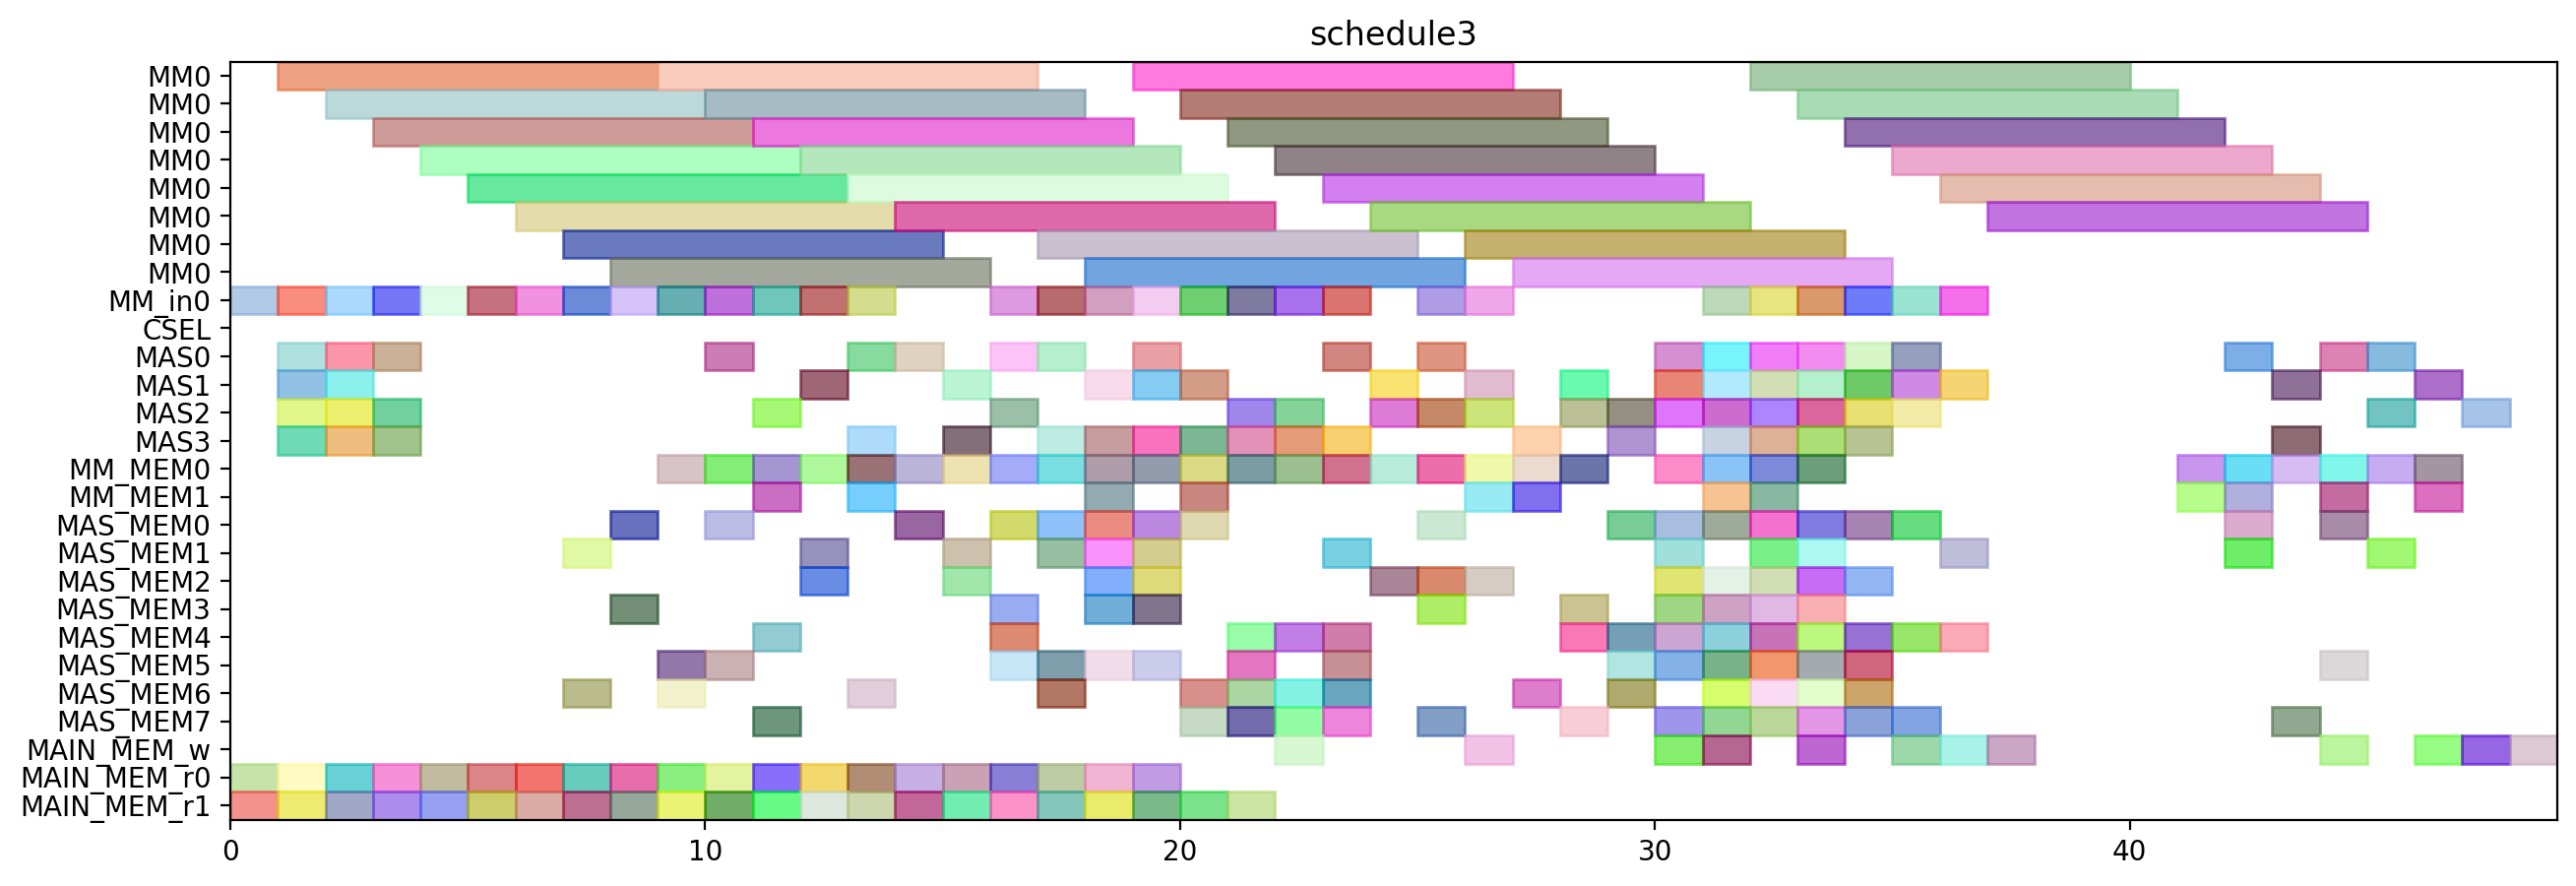 schedule3
MM0
MM0
MM0
MM0
MM0
MM0
MM0
MM0
MM_in0
CSEL
MAS0
MAS1
MAS2
MAS3
MM_MEM0
MM_MEM1
MAS_MEM0
MAS_MEM1
MAS_MEM2
MAS_MEM3
MAS_MEM4
MAS_MEM5
MAS_MEM6
MAS_MEM7
MAIN_MEM_w
MAIN_MEM_r0
MAIN_MEM_r1
0 10 20 30 40